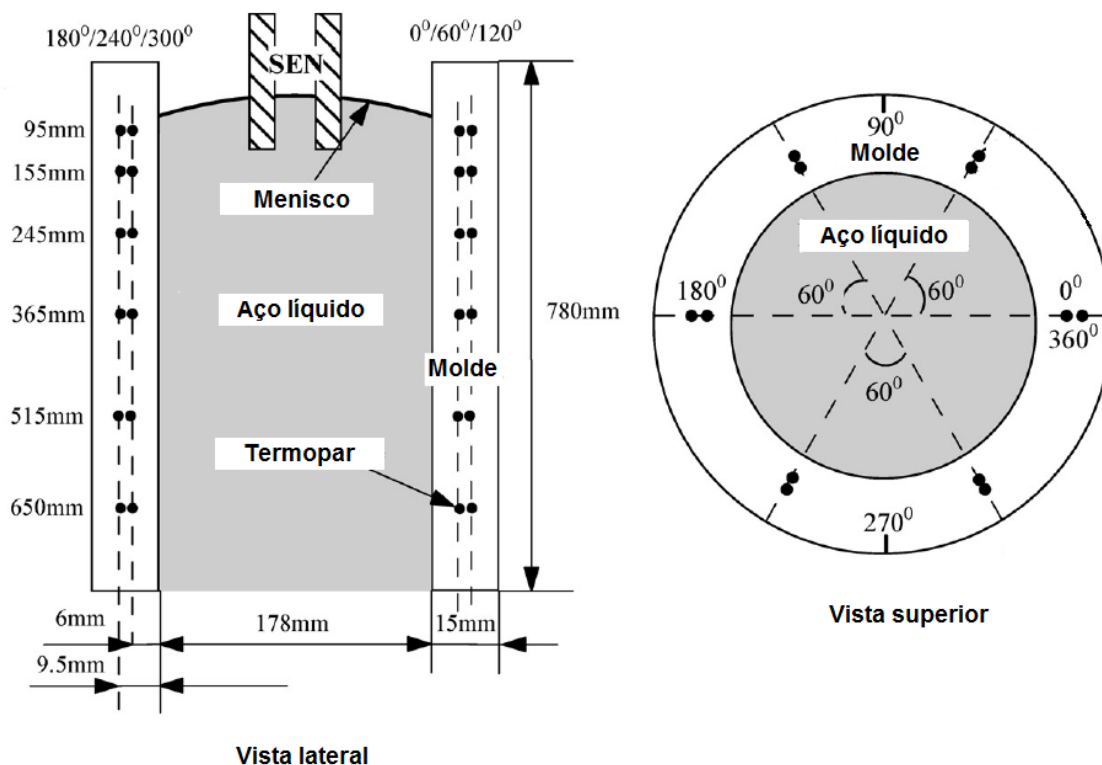 180⁰/240⁰/300⁰
0⁰/60⁰/120⁰
SEN
95mm
155mm
245mm
365mm
515mm
650mm
Menisco
Aço líquido
Molde
Termopar
780mm
6mm
178mm
15mm
9.5mm
Vista lateral
90⁰
Molde
Aço líquido
180⁰
60⁰
60⁰
0⁰
360⁰
60⁰
270⁰
Vista superior